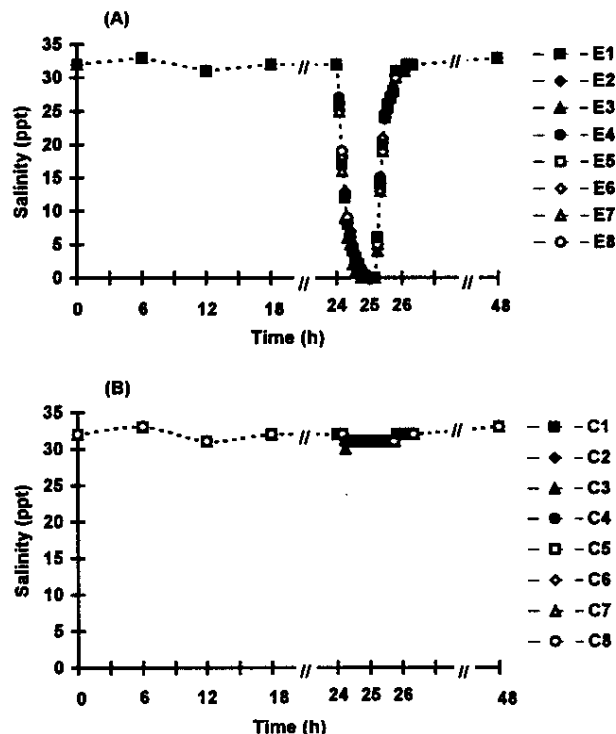 (A)
35
30
25
20
15
10
5
0
Salinity (ppt)
0 6 12 18 // 24 25 26 // 48
Time (h)
E1
E2
E3
E4
E5
E6
E7
E8
(B)
35
30
25
20
15
10
5
0
Salinity (ppt)
0 6 12 18 // 24 25 26 // 48
Time (h)
C1
C2
C3
C4
C5
C6
C7
C8